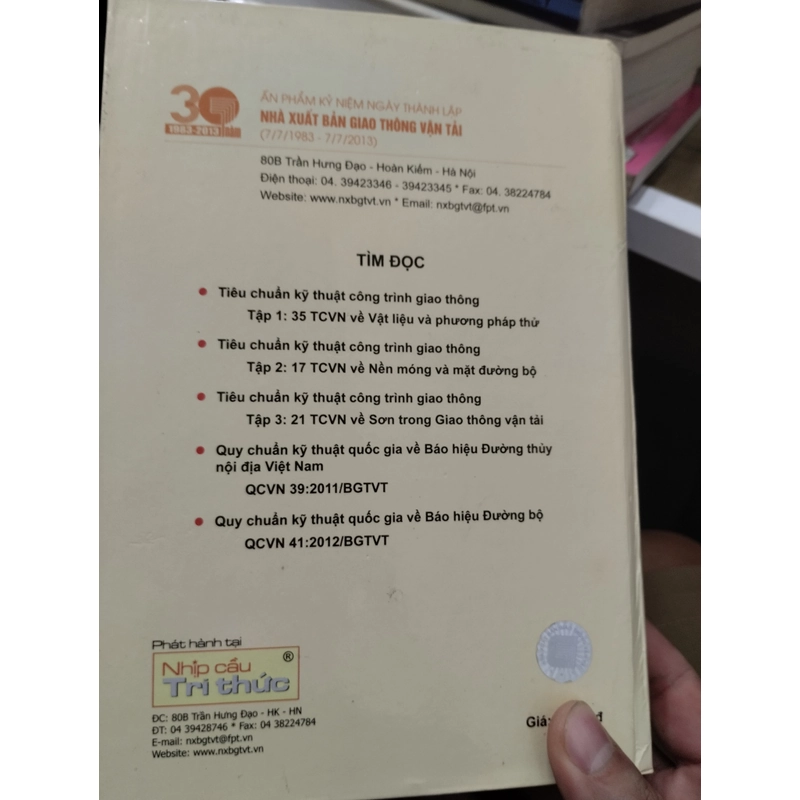 30 năm
1983-2013
ẤN PHẨM KỶ NIỆM NGÀY THÀNH LẬP
NHÀ XUẤT BẢN GIAO THÔNG VẬN TẢI
(7/7/1983 - 7/7/2013)
80B Trần Hưng Đạo - Hoàn Kiếm - Hà Nội
Điện thoại: 04. 39423346 - 39423345 * Fax: 04. 38224784
Website: www.nxbgtvt.vn * Email: nxbgtvt@fpt.vn
TÌM ĐỌC
• Tiêu chuẩn kỹ thuật công trình giao thông
Tập 1: 35 TCVN về Vật liệu và phương pháp thử
• Tiêu chuẩn kỹ thuật công trình giao thông
Tập 2: 17 TCVN về Nền móng và mặt đường bộ
• Tiêu chuẩn kỹ thuật công trình giao thông
Tập 3: 21 TCVN về Sơn trong Giao thông vận tải
• Quy chuẩn kỹ thuật quốc gia về Báo hiệu Đường thủy
nội địa Việt Nam
QCVN 39:2011/BGTVT
• Quy chuẩn kỹ thuật quốc gia về Báo hiệu Đường bộ
QCVN 41:2012/BGTVT
Phát hành tại
Nhịp cầu ®
Tri thức
ĐC: 80B Trần Hưng Đạo - HK - HN
ĐT: 04 39428746 * Fax: 04 38224784
E-mail: nxbgtvt@fpt.vn
Website: www.nxbgtvt.vn
Giá: đ